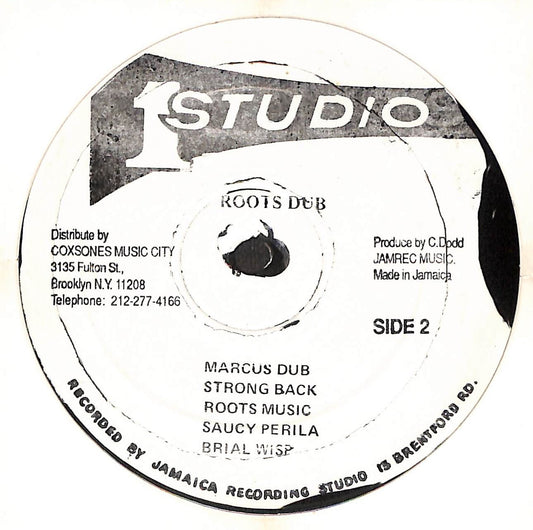 1 STUDIO
ROOTS DUB
Distribute by
COXSONES MUSIC CITY
3135 Fulton St.,
Brooklyn N.Y. 11208
Telephone: 212-277-4166
Produce by C.Dodd
JAMREC MUSIC.
Made in Jamaica
SIDE 2
MARCUS DUB
STRONG BACK
ROOTS MUSIC
SAUCY PERILA
BRIAL WISP
RECORDED BY JAMAICA RECORDING STUDIO 13 BRENTFORD RD.